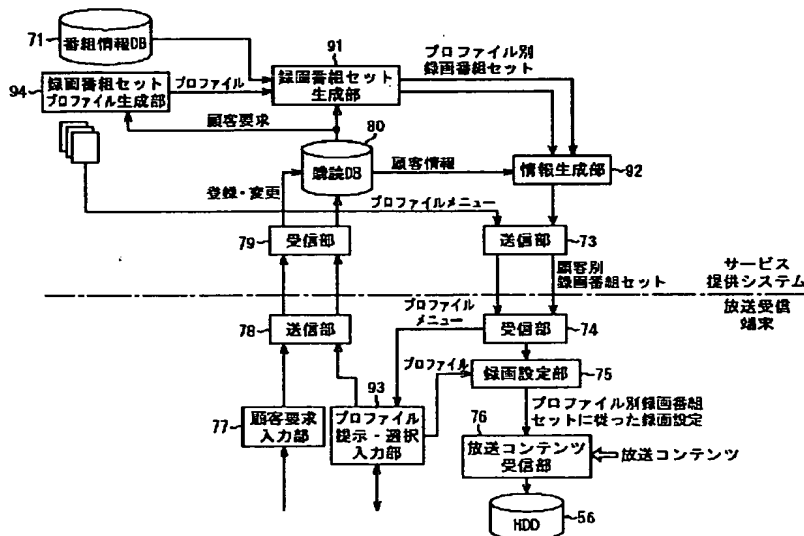 71
番組情報DB
91
録画番組セット
生成部
プロファイル別
録画番組セット
94
録画番組セット
プロファイル生成部
プロファイル
顧客要求
80
購読DB
顧客情報
情報生成部
92
登録・変更
プロファイルメニュー
79
受信部
送信部
73
顧客別
録画番組セット
サービス
提供システム
放送受信
端末
78
送信部
プロファイル
メニュー
受信部
74
プロファイル
録画設定部
75
77
顧客要求
入力部
93
プロファイル
提示・選択
入力部
プロファイル別録画番組
セットに従った録画設定
76
放送コンテンツ
受信部
放送コンテンツ
HDD
56